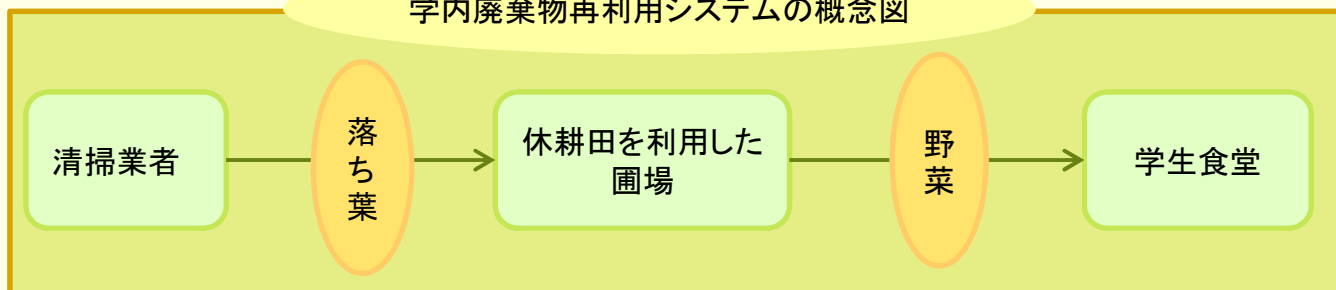 学内廃棄物再利用システムの概念図
清掃業者
落ち葉
休耕田を利用した
圃場
野菜
学生食堂